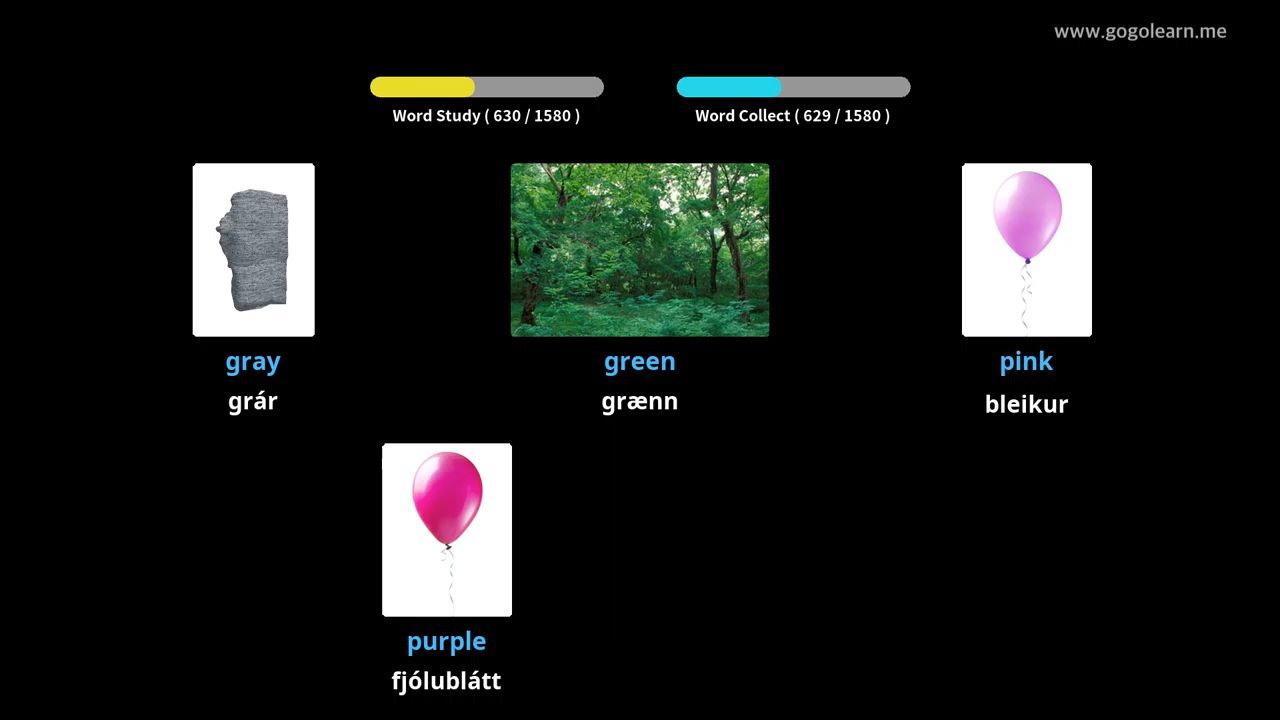 www.gogolearn.me
Word Study ( 630 / 1580 )
Word Collect ( 629 / 1580 )
gray
grár
green
grænn
pink
bleikur
purple
fjólublátt